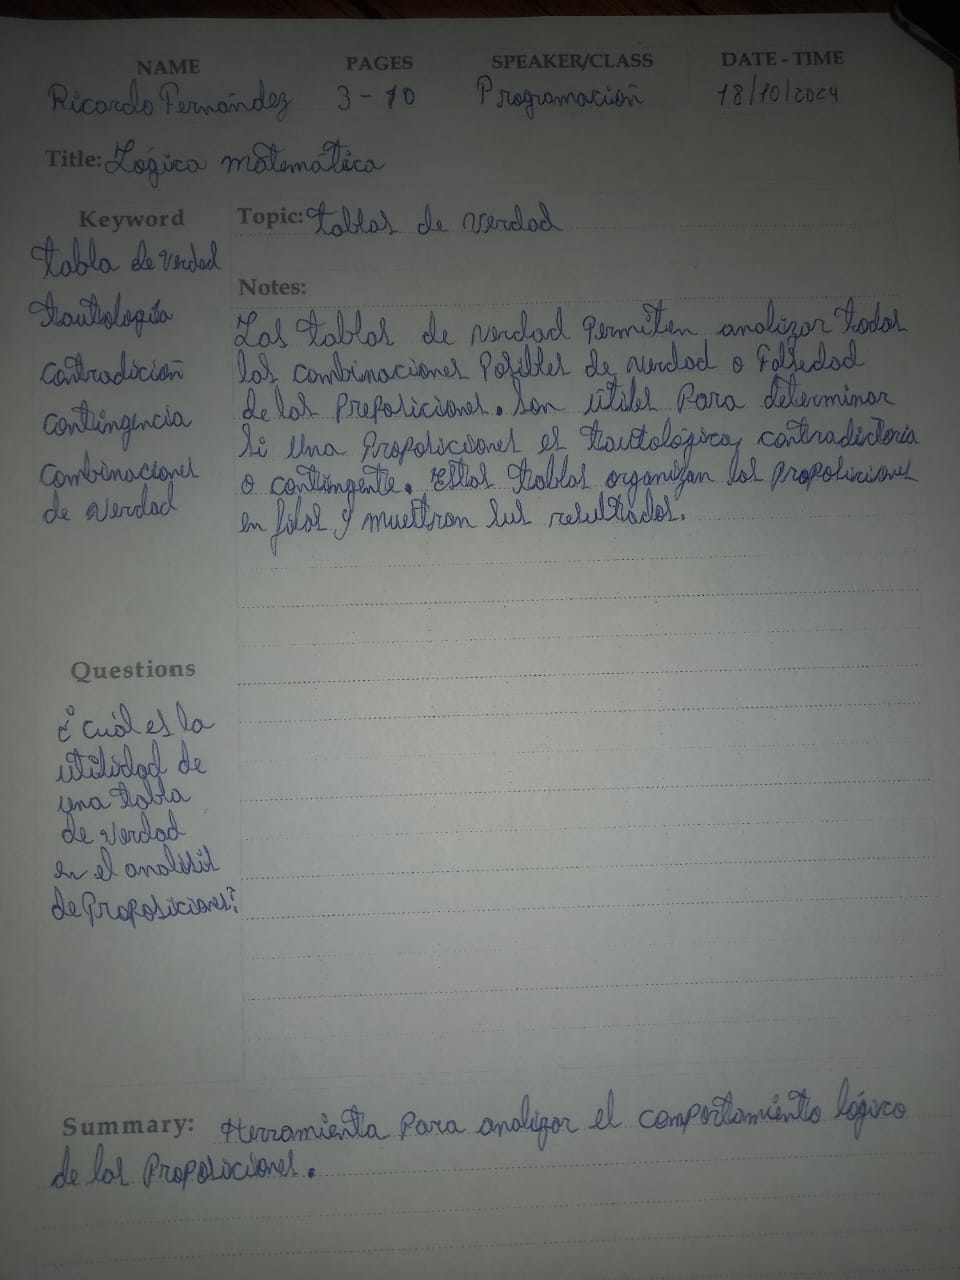 NAME PAGES SPEAKER/CLASS DATE - TIME
Ricardo Fernández 3 - 10 Programación 18/10/2024
Title: Lógica matemática
Keyword
tabla de verdad
tautología
contradición
contingencia
combinaciones
de verdad
Topic: tablas de verdad
Notes:
Las tablas de verdad permiten analizar todas
las combinaciones posibles de verdad o falsedad
de las preposiciones. Son útiles para determinar
si una proposiciones es tautológica, contradictoria
o contingente. Estas tablas organizan las proposiciones
en filas y muestran sus resultados.
Questions
¿Cuál es la
utilidad de
una tabla
de verdad
en el análisis
de proposiciones?
Summary: Herramienta para analizar el comportamiento lógico
de las proposiciones.